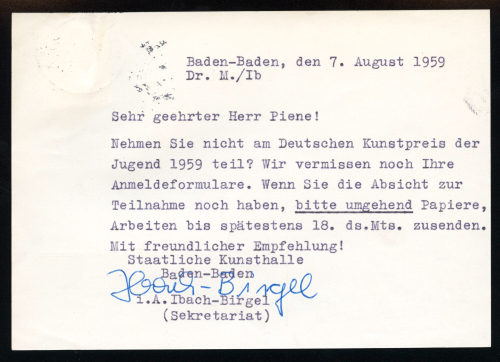 Baden-Baden, den 7. August 1959
Dr. M./Ib
Sehr geehrter Herr Piene!
Nehmen Sie nicht am Deutschen Kunstpreis der
Jugend 1959 teil? Wir vermissen noch Ihre
Anmeldeformulare. Wenn Sie die Absicht zur
Teilnahme noch haben, bitte umgehend Papiere,
Arbeiten bis spätestens 18. ds.Mts. zusenden.
Mit freundlicher Empfehlung!
Staatliche Kunsthalle
Baden-Baden
Ibach-Birgel
i.A.Ibach-Birgel
(Sekretariat)